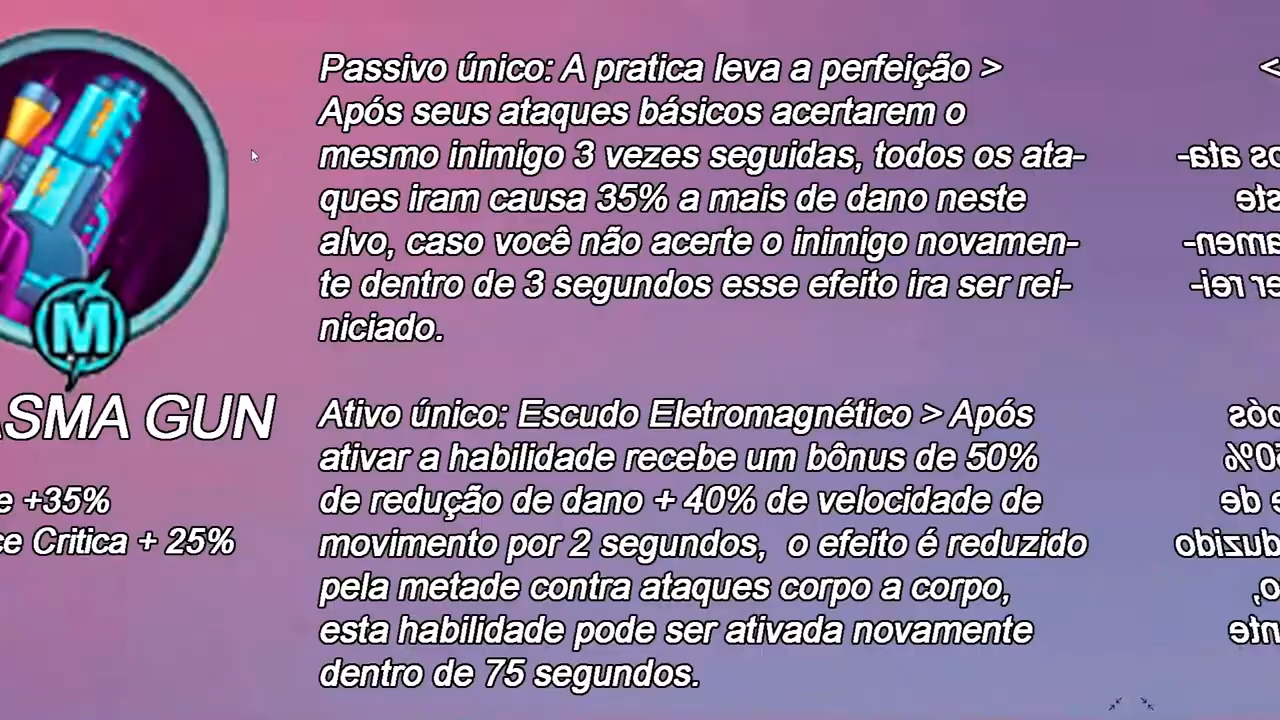 Passivo único: A pratica leva a perfeição >
Após seus ataques básicos acertarem o
mesmo inimigo 3 vezes seguidas, todos os ata-
ques iram causa 35% a mais de dano neste
alvo, caso você não acerte o inimigo novamen-
te dentro de 3 segundos esse efeito ira ser rei-
niciado.
M
ASMA GUN
e +35%
ce Critica + 25%
Ativo único: Escudo Eletromagnético > Após
ativar a habilidade recebe um bônus de 50%
de redução de dano + 40% de velocidade de
movimento por 2 segundos, o efeito é reduzido
pela metade contra ataques corpo a corpo,
esta habilidade pode ser ativada novamente
dentro de 75 segundos.